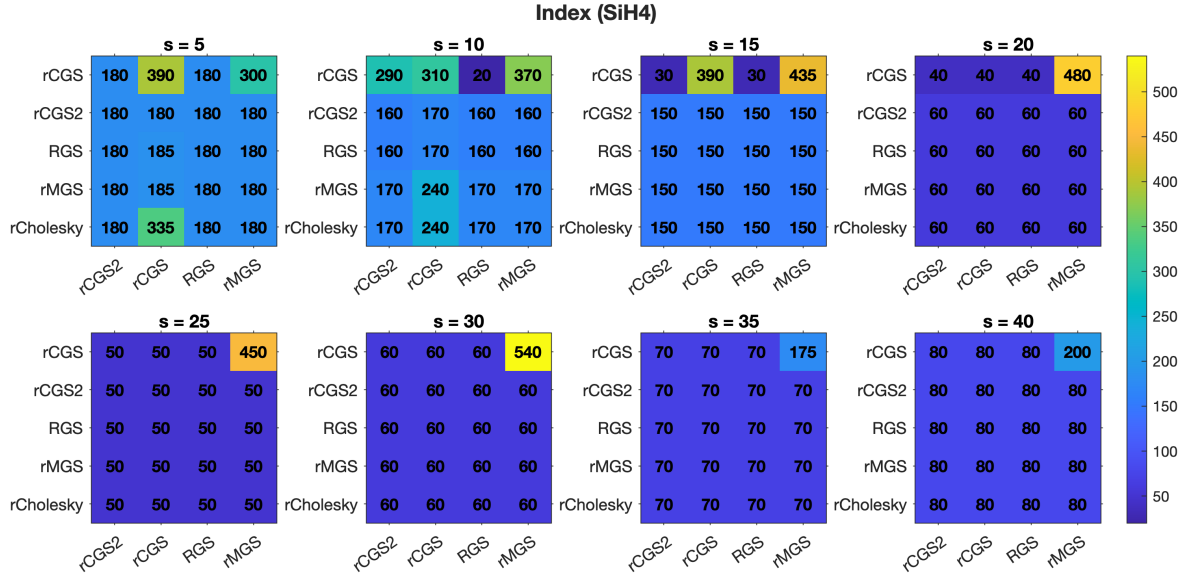 Index (SiH4)
s = 5
rCGS 180 390 180 300
rCGS2 180 180 180 180
RGS 180 185 180 180
rMGS 180 185 180 180
rCholesky 180 335 180 180
rCGS2 rCGS RGS rMGS
s = 10
rCGS 290 310 20 370
rCGS2 160 170 160 160
RGS 160 170 160 160
rMGS 170 240 170 170
rCholesky 170 240 170 170
rCGS2 rCGS RGS rMGS
s = 15
rCGS 30 390 30 435
rCGS2 150 150 150 150
RGS 150 150 150 150
rMGS 150 150 150 150
rCholesky 150 150 150 150
rCGS2 rCGS RGS rMGS
s = 20
rCGS 40 40 40 480
rCGS2 60 60 60 60
RGS 60 60 60 60
rMGS 60 60 60 60
rCholesky 60 60 60 60
rCGS2 rCGS RGS rMGS
s = 25
rCGS 50 50 50 450
rCGS2 50 50 50 50
RGS 50 50 50 50
rMGS 50 50 50 50
rCholesky 50 50 50 50
rCGS2 rCGS RGS rMGS
s = 30
rCGS 60 60 60 540
rCGS2 60 60 60 60
RGS 60 60 60 60
rMGS 60 60 60 60
rCholesky 60 60 60 60
rCGS2 rCGS RGS rMGS
s = 35
rCGS 70 70 70 175
rCGS2 70 70 70 70
RGS 70 70 70 70
rMGS 70 70 70 70
rCholesky 70 70 70 70
rCGS2 rCGS RGS rMGS
s = 40
rCGS 80 80 80 200
rCGS2 80 80 80 80
RGS 80 80 80 80
rMGS 80 80 80 80
rCholesky 80 80 80 80
rCGS2 rCGS RGS rMGS
500
450
400
350
300
250
200
150
100
50